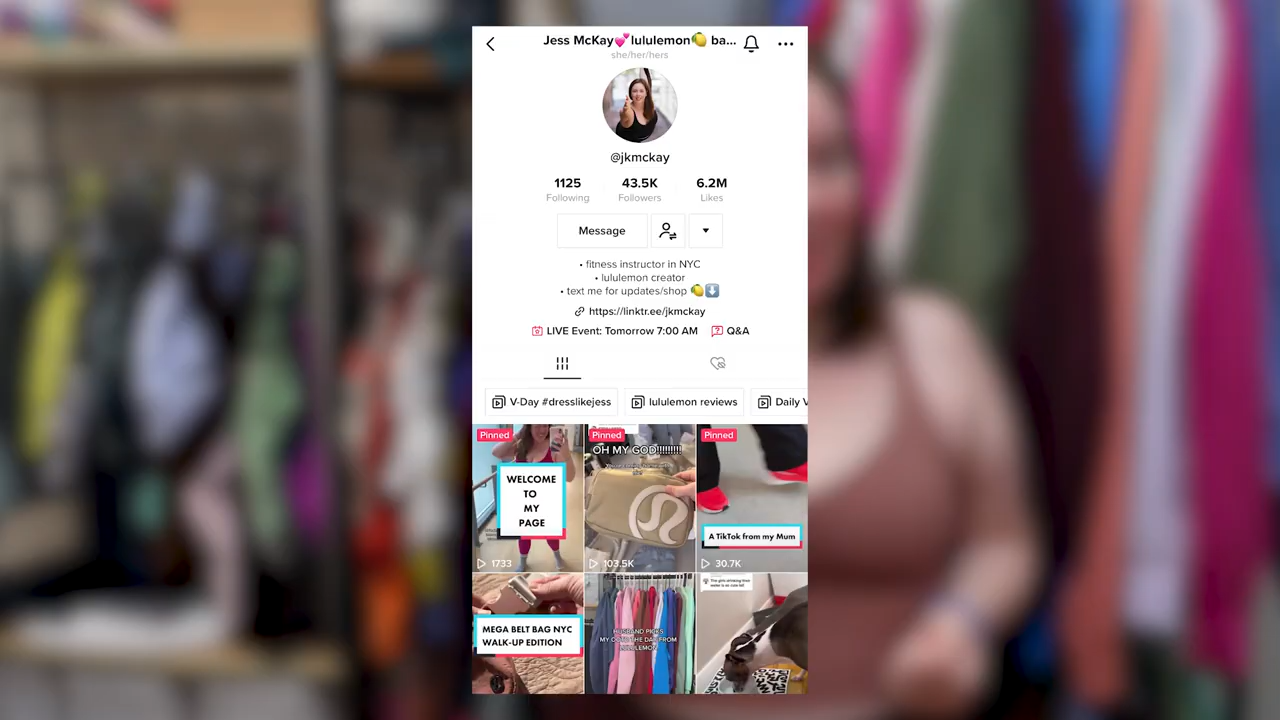 Jess McKay💕lululemon🍋 ba...
she/her/hers
@jkmckay
1125 43.5K 6.2M
Following Followers Likes
Message
• fitness instructor in NYC
• lululemon creator
• text me for updates/shop 🍋⬇️
https://linktr.ee/jkmckay
LIVE Event: Tomorrow 7:00 AM Q&A
V-Day #dresslikejess lululemon reviews Daily V
Pinned Pinned Pinned
OH MY GOD!!!!!!!!!
WELCOME
TO
MY
PAGE
A TikTok from my Mum
1733 103.5K 30.7K
MEGA BELT BAG NYC
WALK-UP EDITION
HUSBAND PICKS
LULULEMON